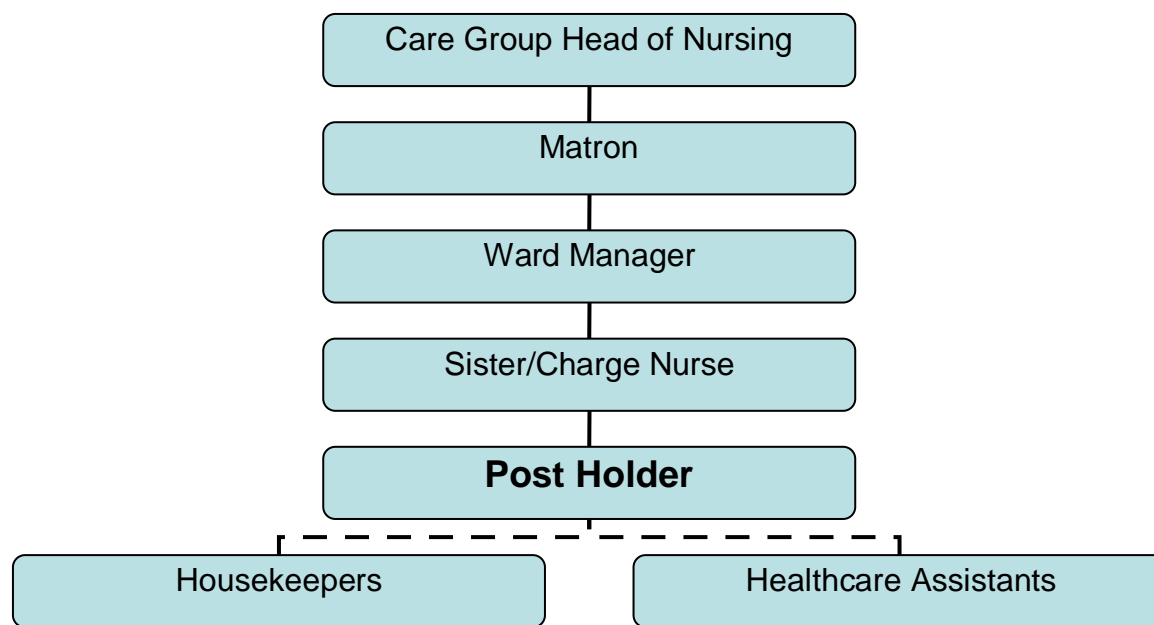 Care Group Head of Nursing
Matron
Ward Manager
Sister/Charge Nurse
Post Holder
Housekeepers
Healthcare Assistants